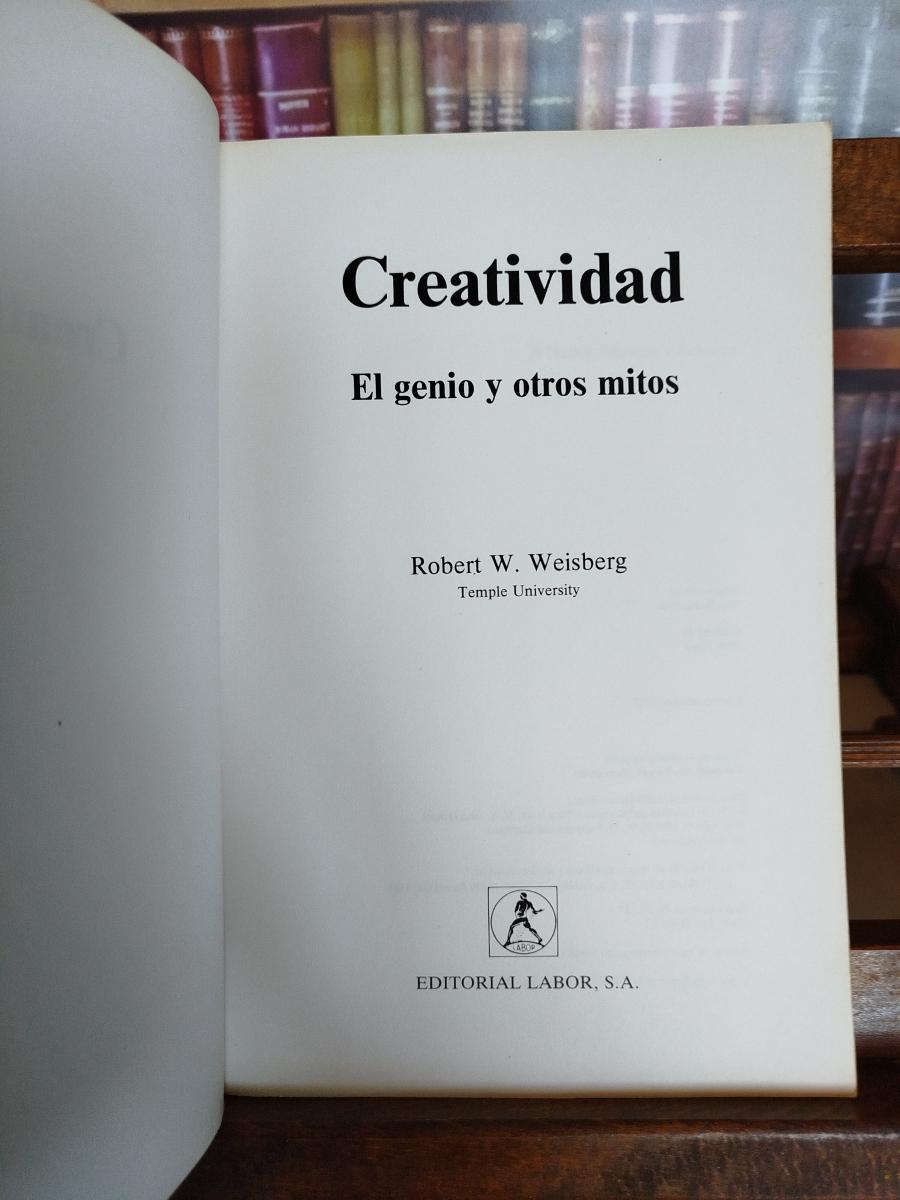 Creatividad
El genio y otros mitos
Robert W. Weisberg
Temple University
LABOR
EDITORIAL LABOR, S.A.